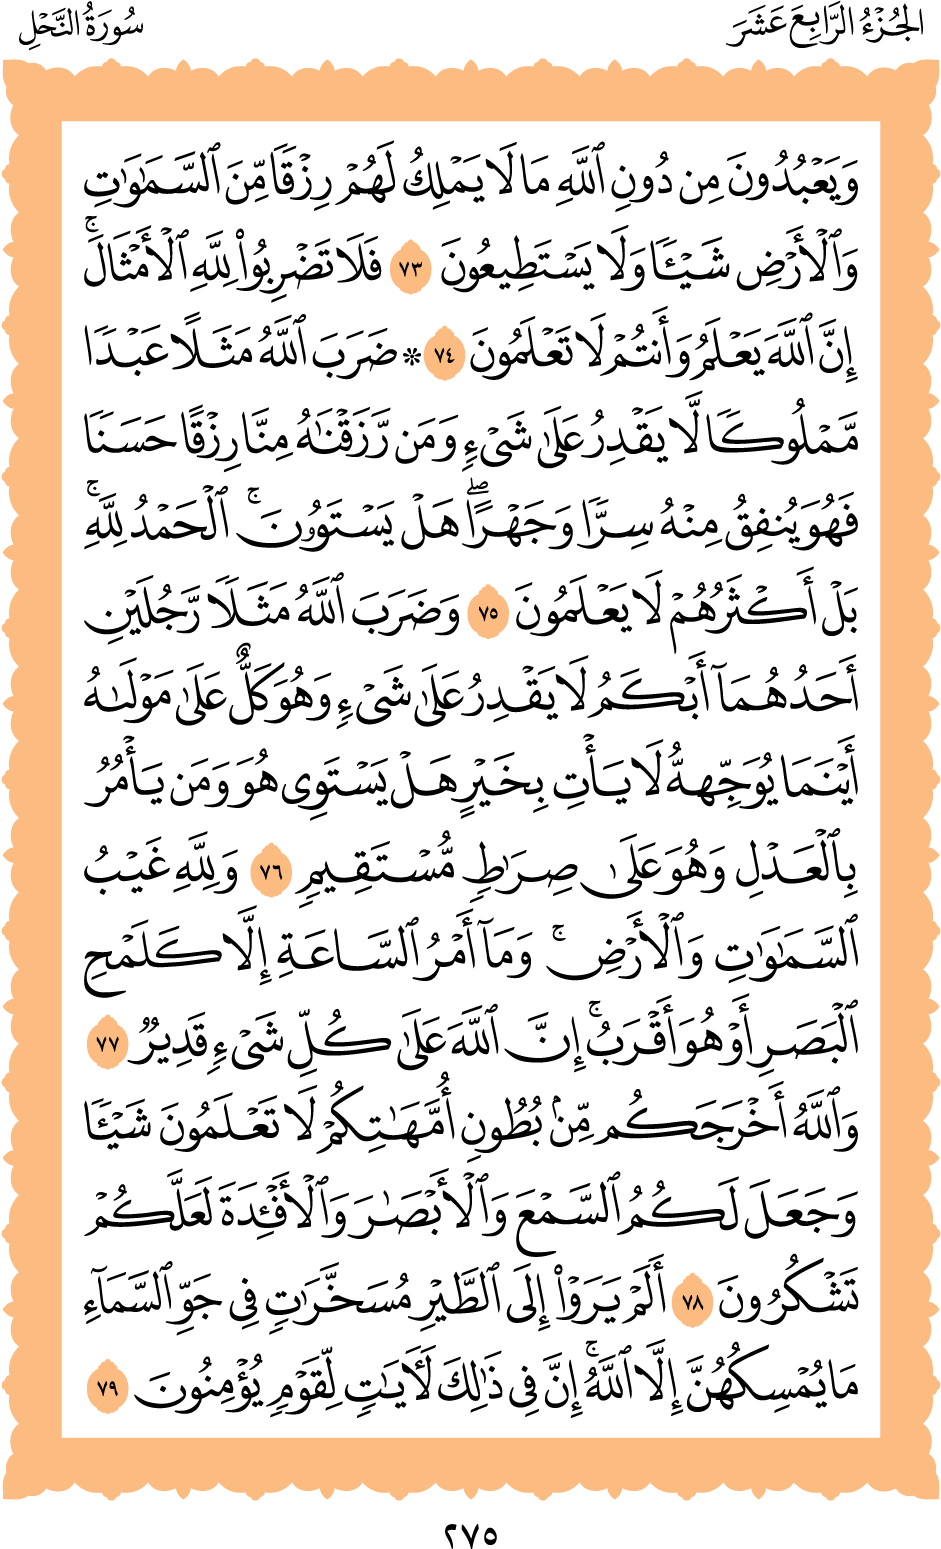 الجُزْءُ الرَّابِعَ عَشَرَ
سُورَةُ النَّحْلِ
وَيَعْبُدُونَ مِن دُونِ ٱللَّهِ مَا لَا يَمْلِكُ لَهُمْ رِزْقًا مِّنَ ٱلسَّمَٰوَٰتِ
وَٱلْأَرْضِ شَيْـًٔا وَلَا يَسْتَطِيعُونَ ٧٣ فَلَا تَضْرِبُوا۟ لِلَّهِ ٱلْأَمْثَالَ ۚ
إِنَّ ٱللَّهَ يَعْلَمُ وَأَنتُمْ لَا تَعْلَمُونَ ٧٤ * ضَرَبَ ٱللَّهُ مَثَلًا عَبْدًا
مَّمْلُوكًا لَّا يَقْدِرُ عَلَىٰ شَىْءٍ وَمَن رَّزَقْنَٰهُ مِنَّا رِزْقًا حَسَنًا
فَهُوَ يُنفِقُ مِنْهُ سِرًّا وَجَهْرًا ۖ هَلْ يَسْتَوُۥنَ ۚ ٱلْحَمْدُ لِلَّهِ ۚ
بَلْ أَكْثَرُهُمْ لَا يَعْلَمُونَ ٧٥ وَضَرَبَ ٱللَّهُ مَثَلًا رَّجُلَيْنِ
أَحَدُهُمَآ أَبْكَمُ لَا يَقْدِرُ عَلَىٰ شَىْءٍ وَهُوَ كَلٌّ عَلَىٰ مَوْلَىٰهُ
أَيْنَمَا يُوَجِّههُّ لَا يَأْتِ بِخَيْرٍ هَلْ يَسْتَوِى هُوَ وَمَن يَأْمُرُ
بِٱلْعَدْلِ وَهُوَ عَلَىٰ صِرَٰطٍ مُّسْتَقِيمٍ ٧٦ وَلِلَّهِ غَيْبُ
ٱلسَّمَٰوَٰتِ وَٱلْأَرْضِ ۚ وَمَآ أَمْرُ ٱلسَّاعَةِ إِلَّا كَلَمْحِ
ٱلْبَصَرِ أَوْ هُوَ أَقْرَبُ ۚ إِنَّ ٱللَّهَ عَلَىٰ كُلِّ شَىْءٍ قَدِيرٌ ٧٧
وَٱللَّهُ أَخْرَجَكُم مِّنۢ بُطُونِ أُمَّهَٰتِكُمْ لَا تَعْلَمُونَ شَيْـًٔا
وَجَعَلَ لَكُمُ ٱلسَّمْعَ وَٱلْأَبْصَٰرَ وَٱلْأَفْـِٔدَةَ لَعَلَّكُمْ
تَشْكُرُونَ ٧٨ أَلَمْ يَرَوْا۟ إِلَى ٱلطَّيْرِ مُسَخَّرَٰتٍ فِى جَوِّ ٱلسَّمَآءِ
مَا يُمْسِكُهُنَّ إِلَّا ٱللَّهُ ۚ إِنَّ فِى ذَٰلِكَ لَـَٔايَٰتٍ لِّقَوْمٍ يُؤْمِنُونَ ٧٩
٢٧٥